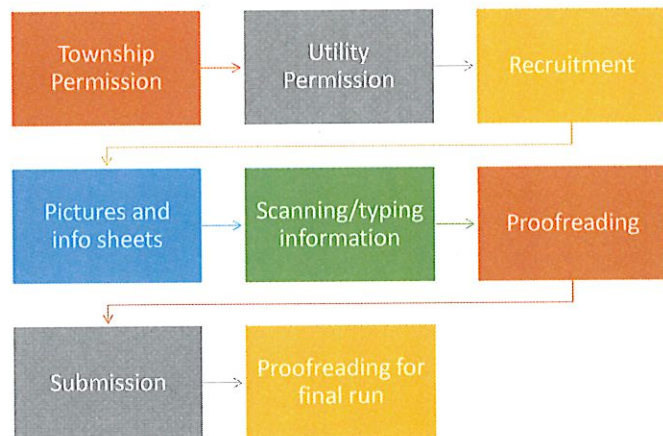 Township
Permission
Utility
Permission
Recruitment
Pictures and
info sheets
Scanning/typing
information
Proofreading
Submission
Proofreading for
final run